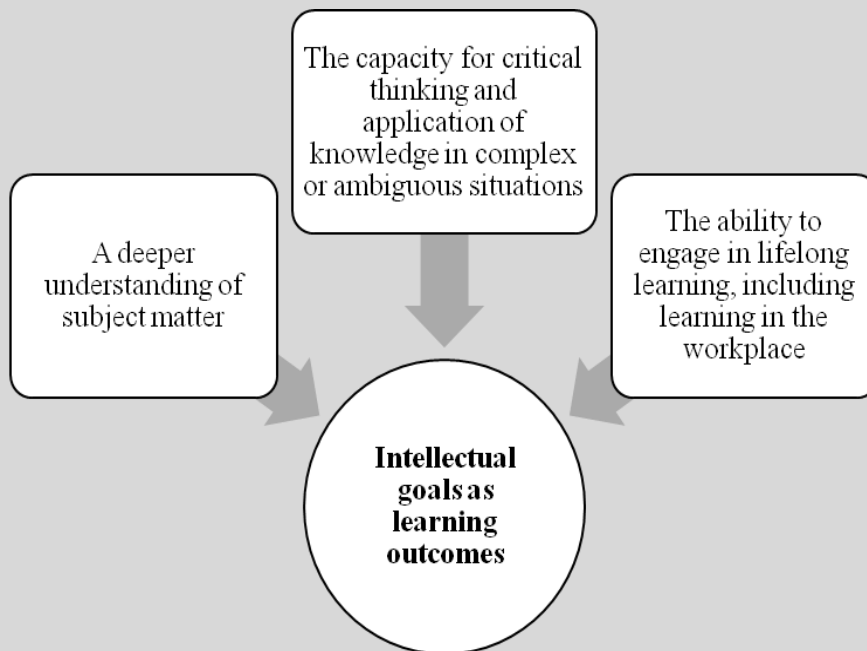 The capacity for critical
thinking and
application of
knowledge in complex
or ambiguous situations
A deeper
understanding of
subject matter
The ability to
engage in lifelong
learning, including
learning in the
workplace
Intellectual
goals as
learning
outcomes